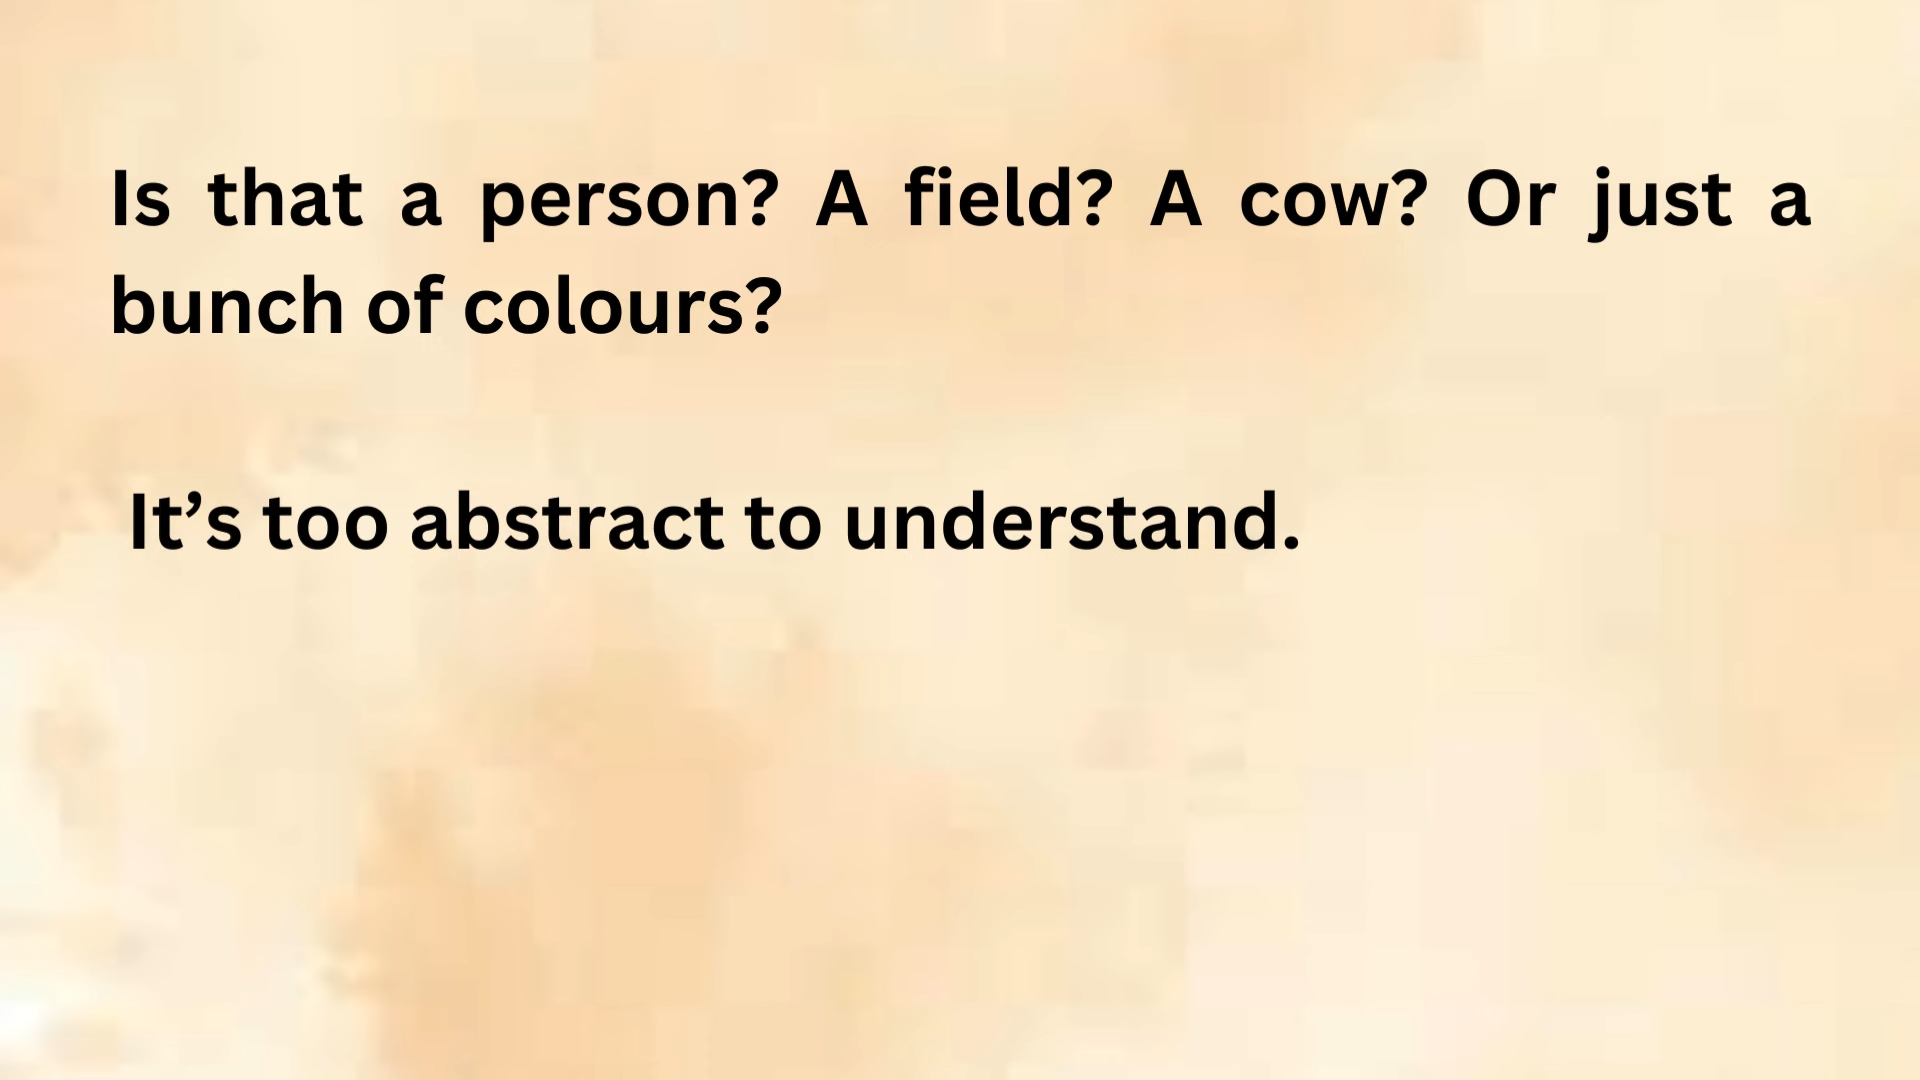 Is that a person? A field? A cow? Or just a
bunch of colours?
It’s too abstract to understand.